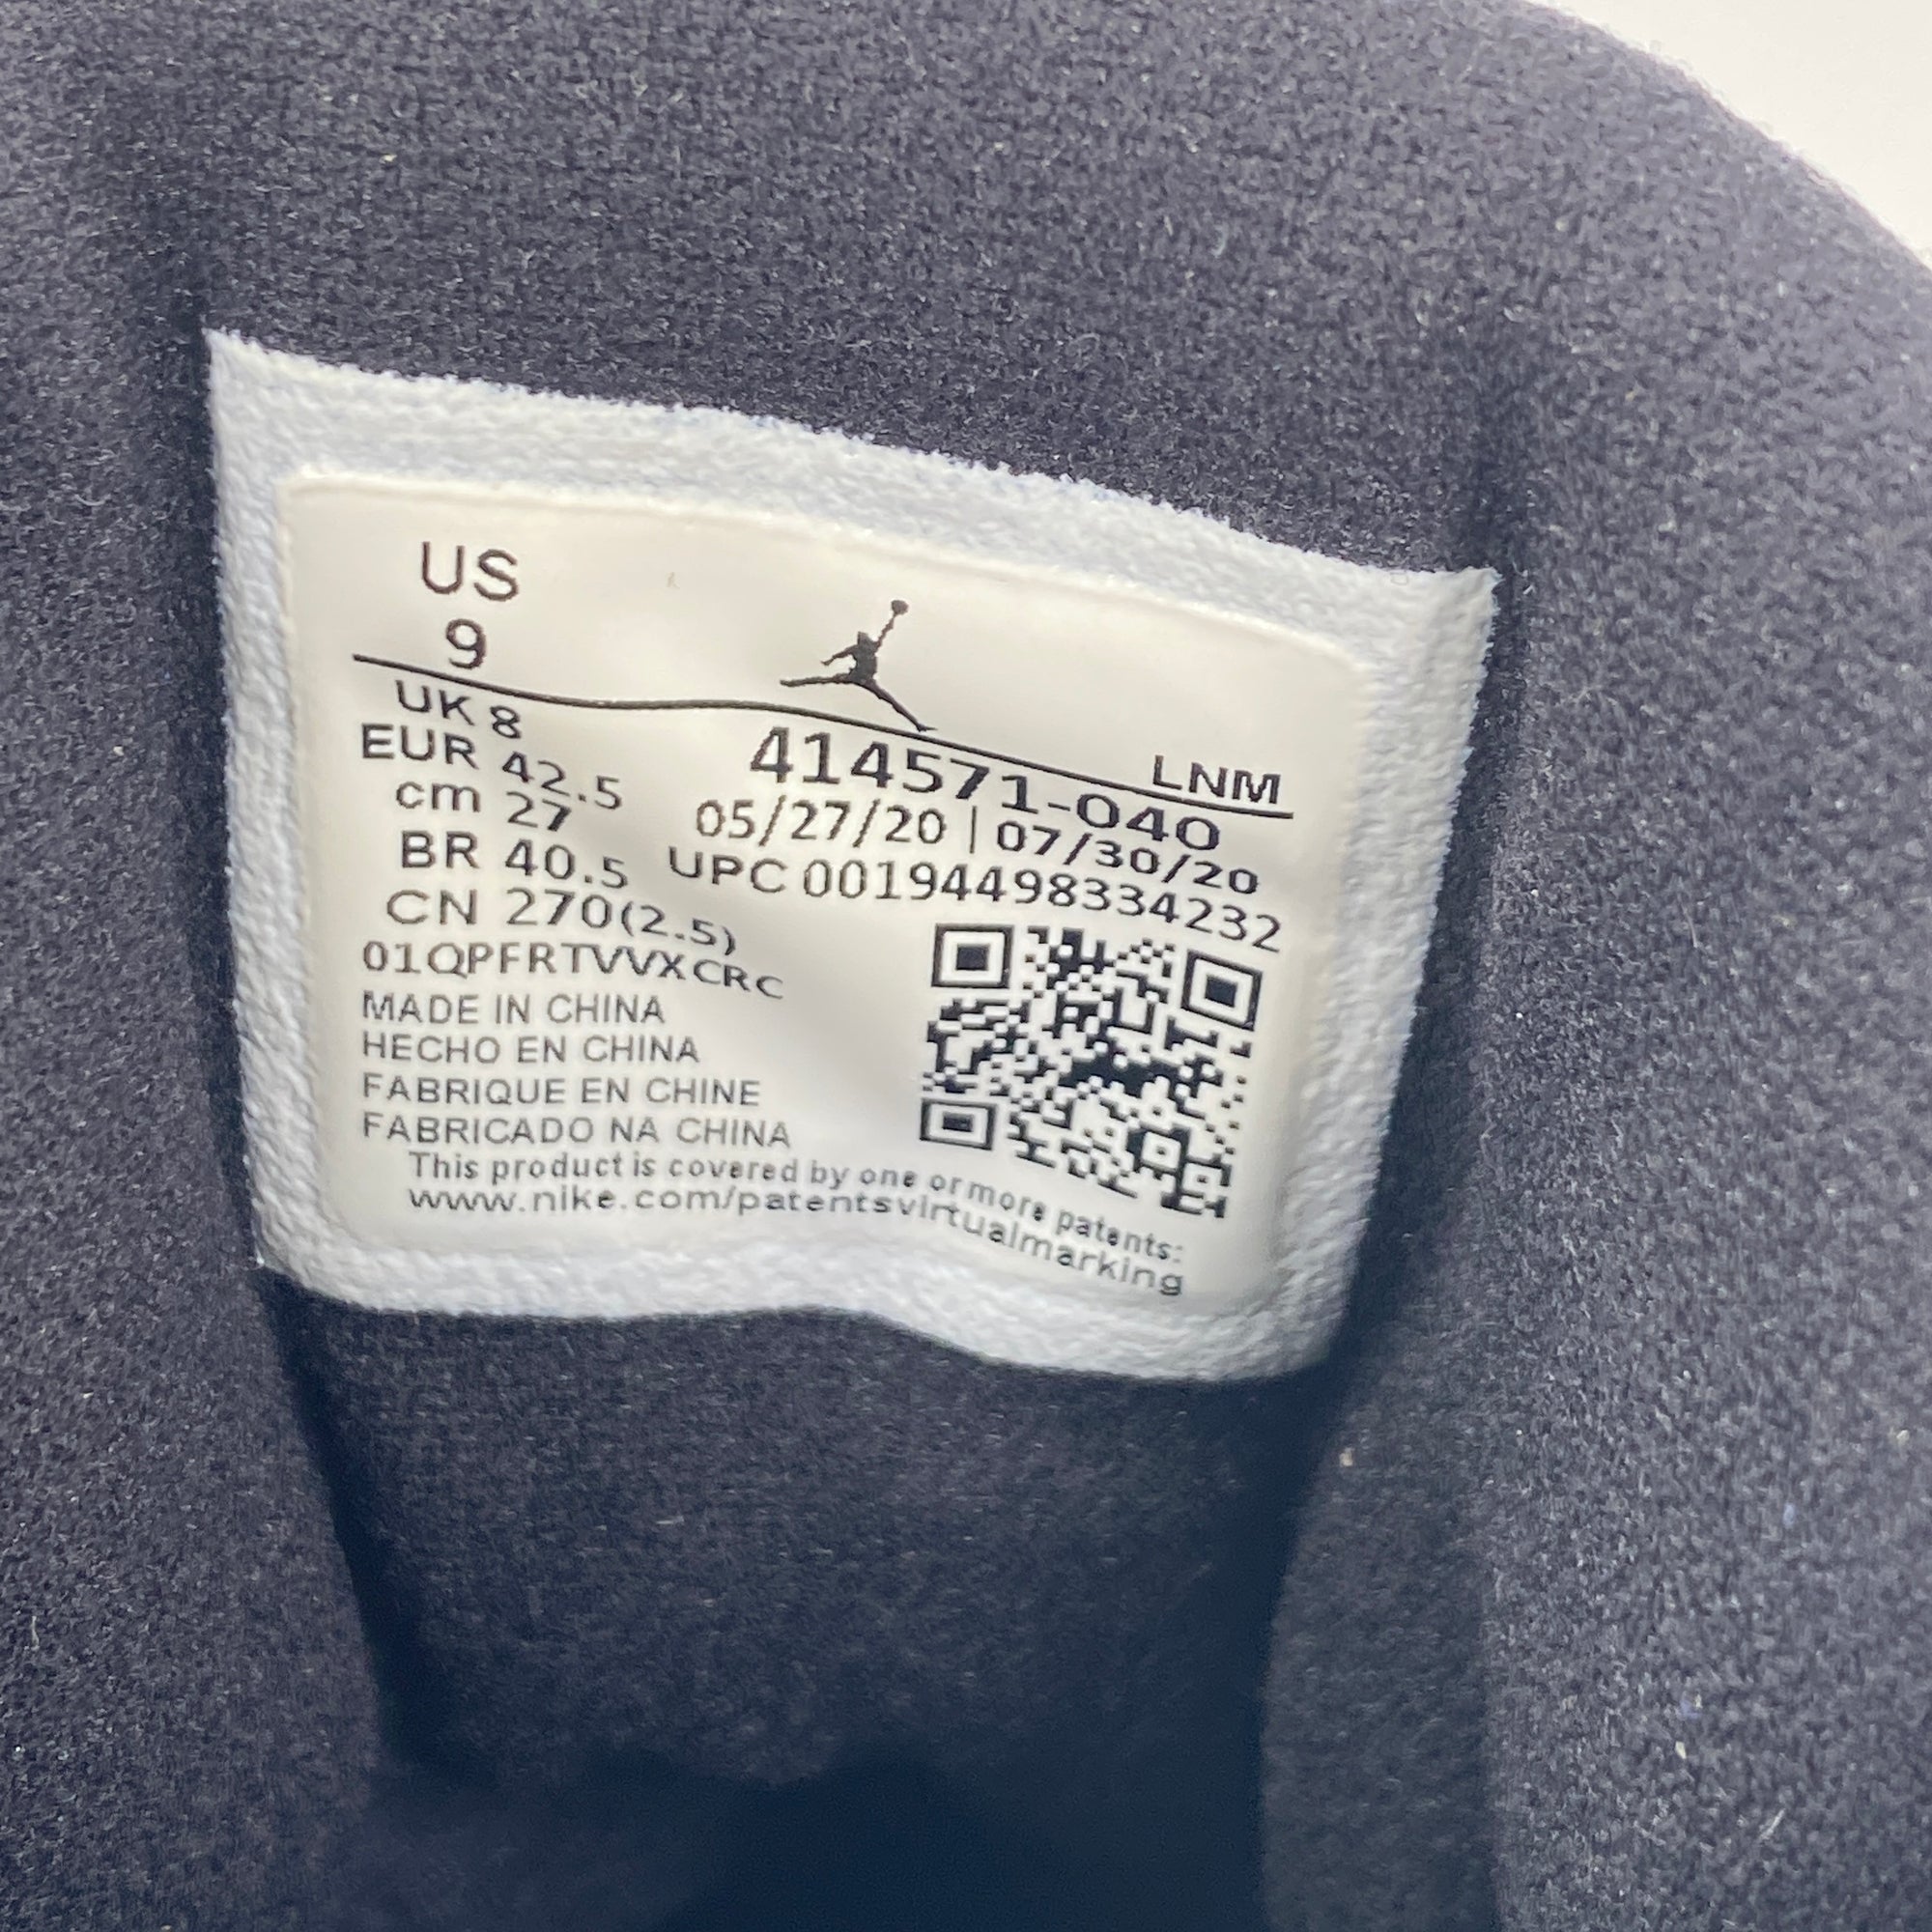 US
9
UK 8
EUR 42.5
cm 27
BR 40.5
CN 270(2.5)
LNM
414571-040
05/27/20 | 07/30/20
UPC 00194498334232
01QPFRTVVXCRC
MADE IN CHINA
HECHO EN CHINA
FABRIQUE EN CHINE
FABRICADO NA CHINA
This product is covered by one or more patents:
www.nike.com/patentsvirtualmarking